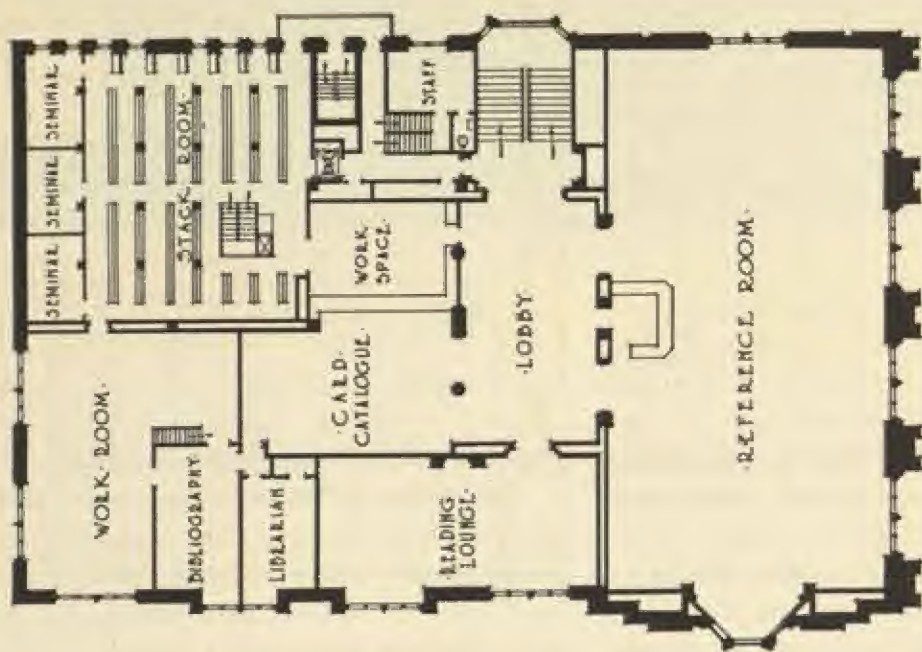 SEMINAR
SEMINAR
SEMINAR
STACK ROOM
STAFF
WORK
SPACE
LOBBY
REFERENCE ROOM
CARD
CATALOGUE
WORK ROOM
BIBLIOGRAPHY
LIBRARIAN
READING
LOUNGE